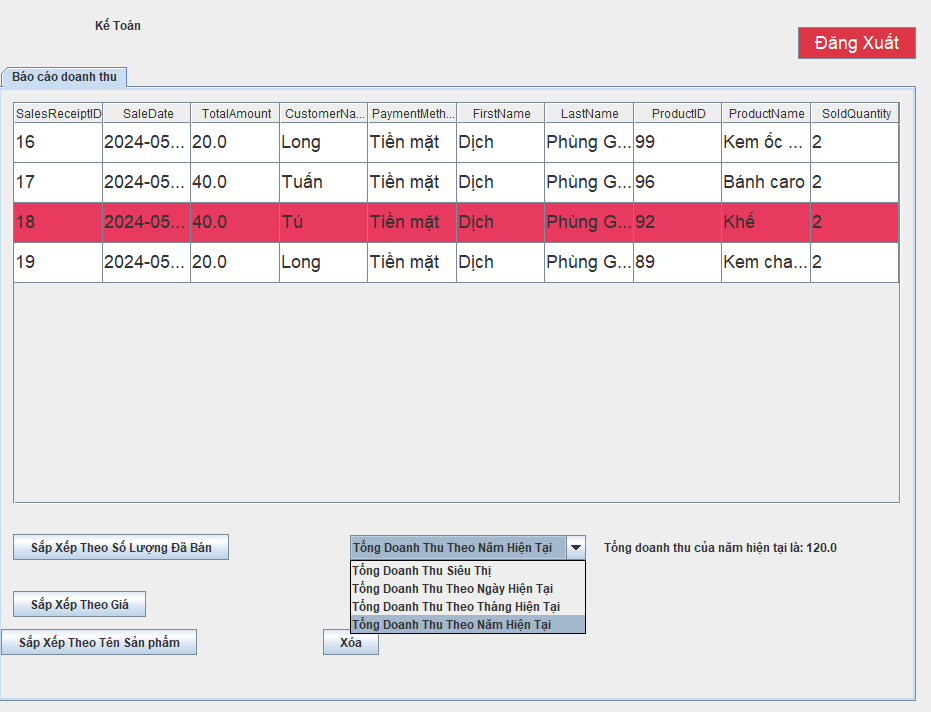 Kế Toán
Đăng Xuất
Báo cáo doanh thu
SalesReceiptID SaleDate TotalAmount CustomerNa... PaymentMeth... FirstName LastName ProductID ProductName SoldQuantity
16 2024-05... 20.0 Long Tiền mặt Dịch Phùng G... 99 Kem ốc ... 2
17 2024-05... 40.0 Tuấn Tiền mặt Dịch Phùng G... 96 Bánh caro 2
18 2024-05... 40.0 Tú Tiền mặt Dịch Phùng G... 92 Khế 2
19 2024-05... 20.0 Long Tiền mặt Dịch Phùng G... 89 Kem cha... 2
Sắp Xếp Theo Số Lượng Đã Bán
Tổng Doanh Thu Theo Năm Hiện Tại
Tổng doanh thu của năm hiện tại là: 120.0
Tổng Doanh Thu Siêu Thị
Tổng Doanh Thu Theo Ngày Hiện Tại
Tổng Doanh Thu Theo Tháng Hiện Tại
Tổng Doanh Thu Theo Năm Hiện Tại
Sắp Xếp Theo Giá
Sắp Xếp Theo Tên Sản phẩm
Xóa